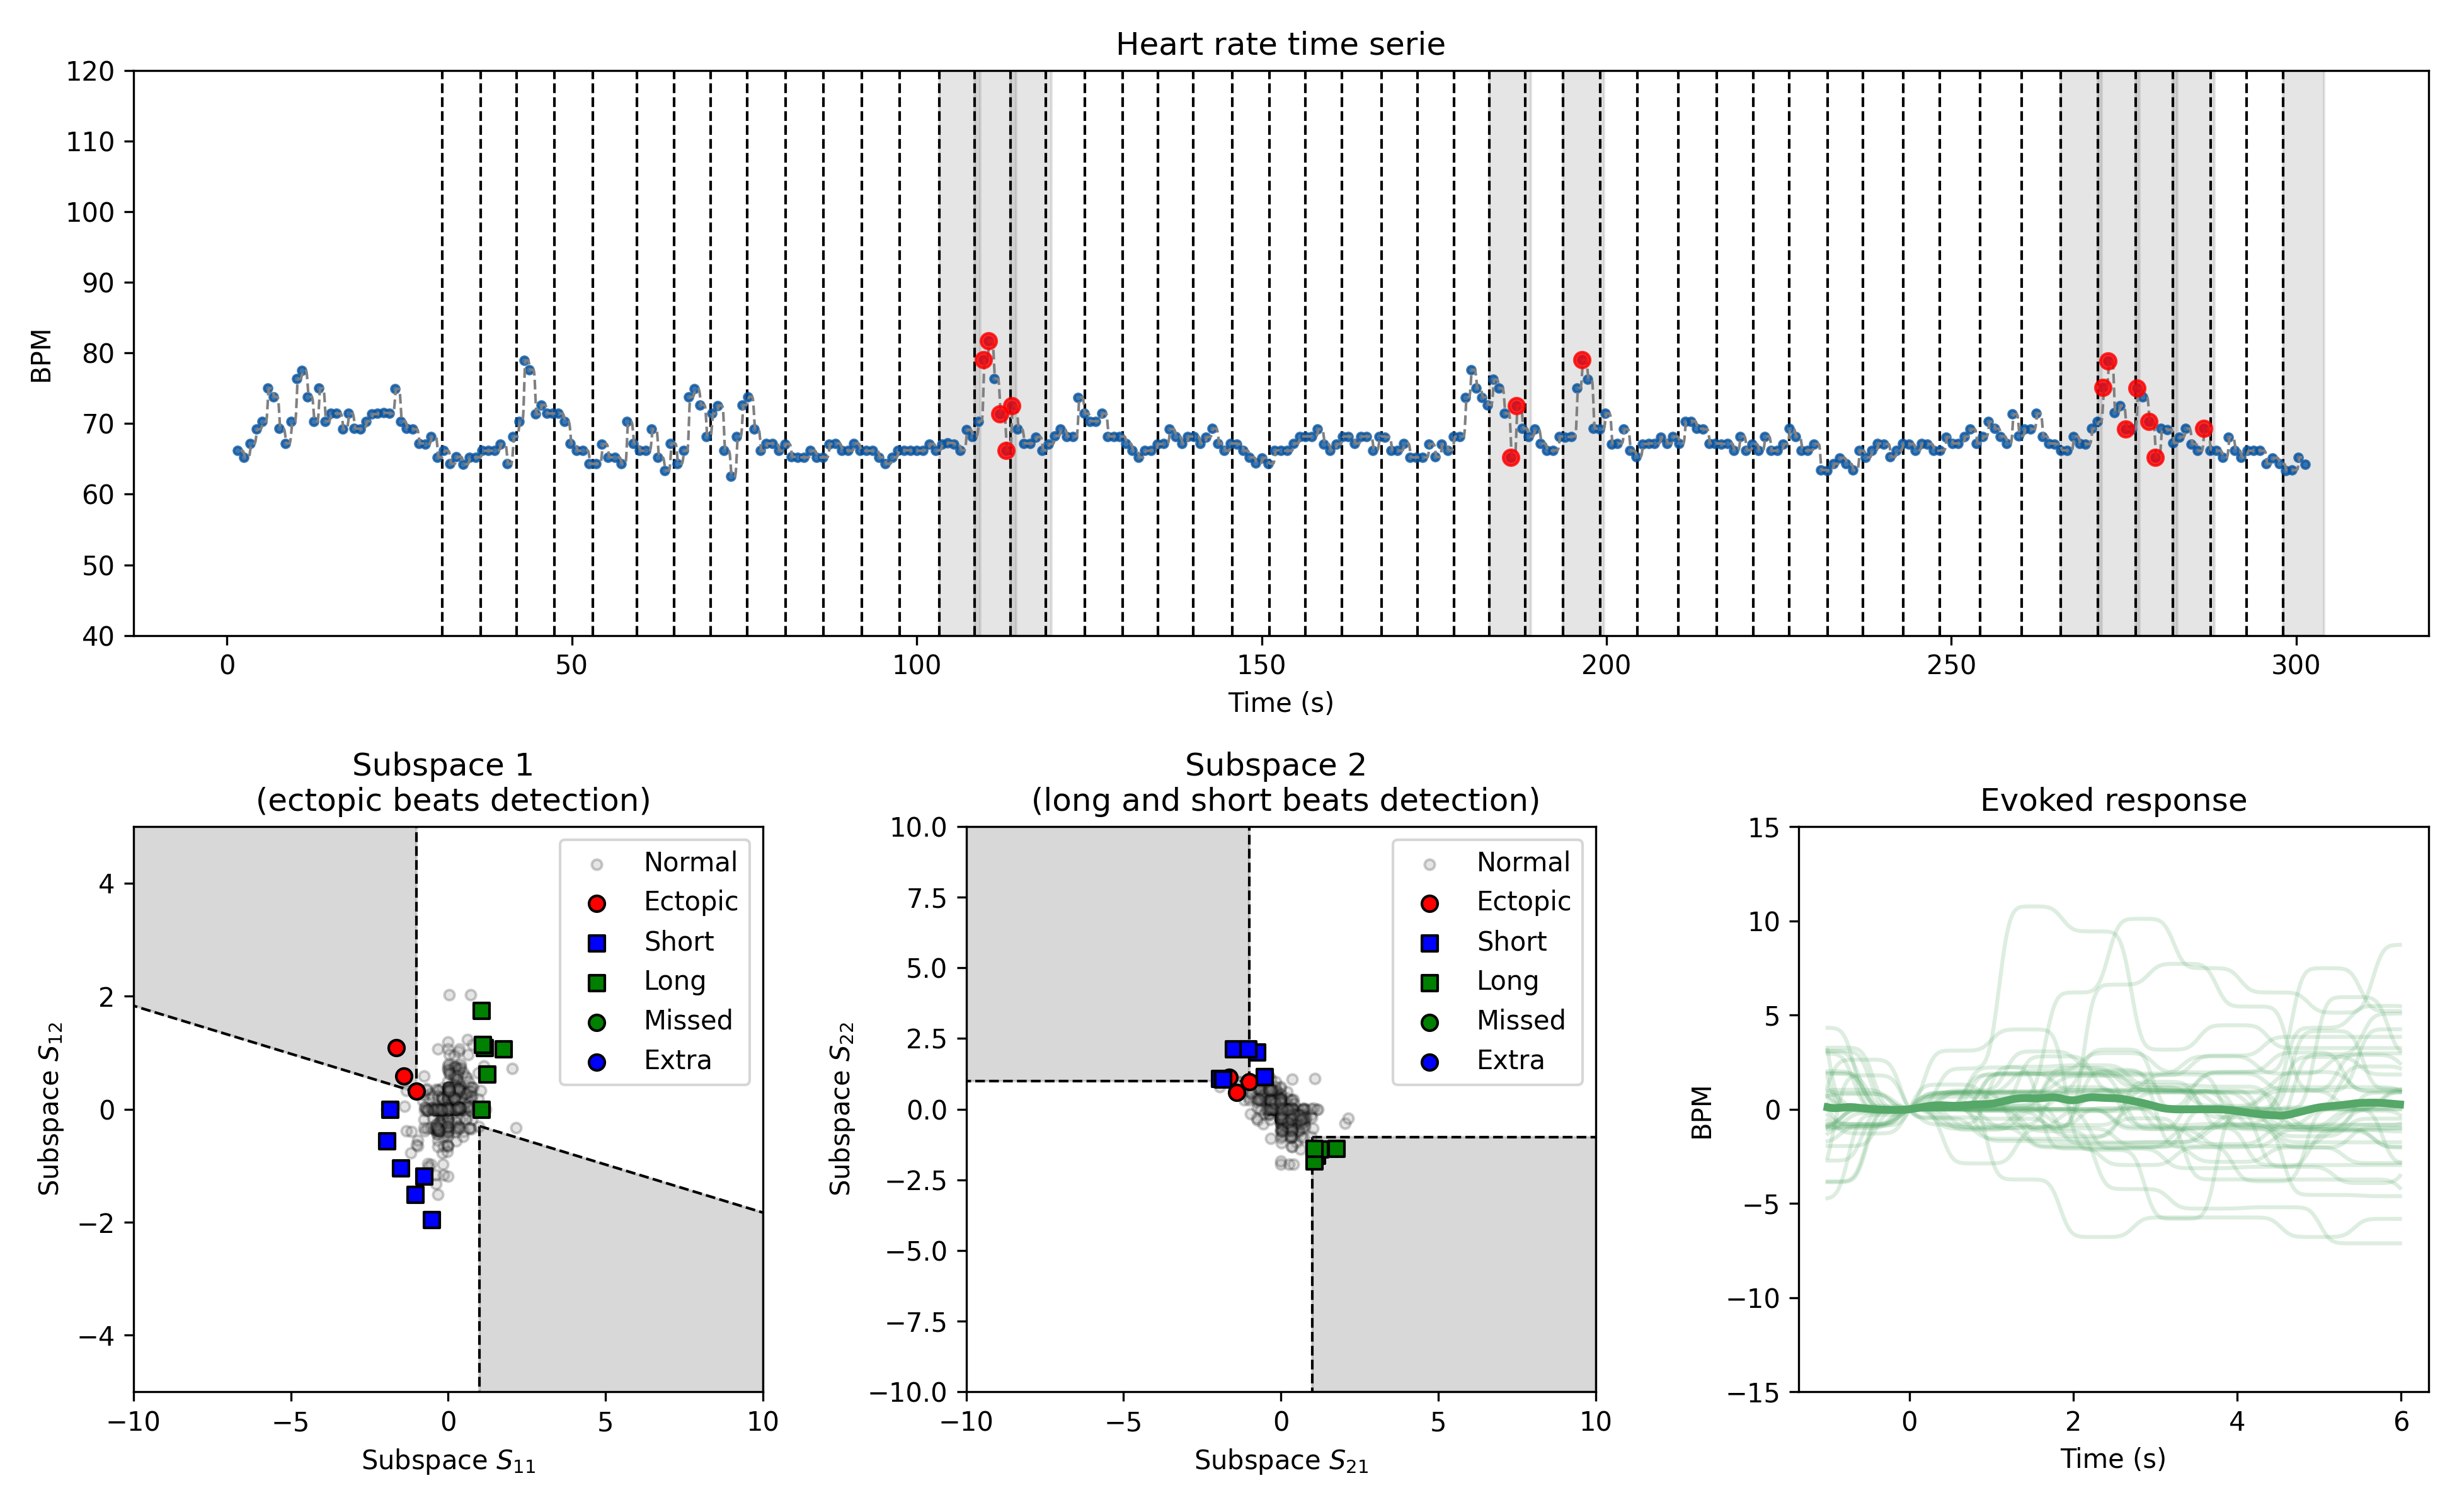 Heart rate time serie
120
110
100
90
80
70
60
50
40
BPM
0 50 100 150 200 250 300
Time (s)
Subspace 1
(ectopic beats detection)
4
2
0
−2
−4
Subspace S12
Normal
Ectopic
Short
Long
Missed
Extra
−10 −5 0 5 10
Subspace S11
Subspace 2
(long and short beats detection)
10.0
7.5
5.0
2.5
0.0
−2.5
−5.0
−7.5
−10.0
Subspace S22
Normal
Ectopic
Short
Long
Missed
Extra
−10 −5 0 5 10
Subspace S21
Evoked response
15
10
5
0
−5
−10
−15
BPM
0 2 4 6
Time (s)